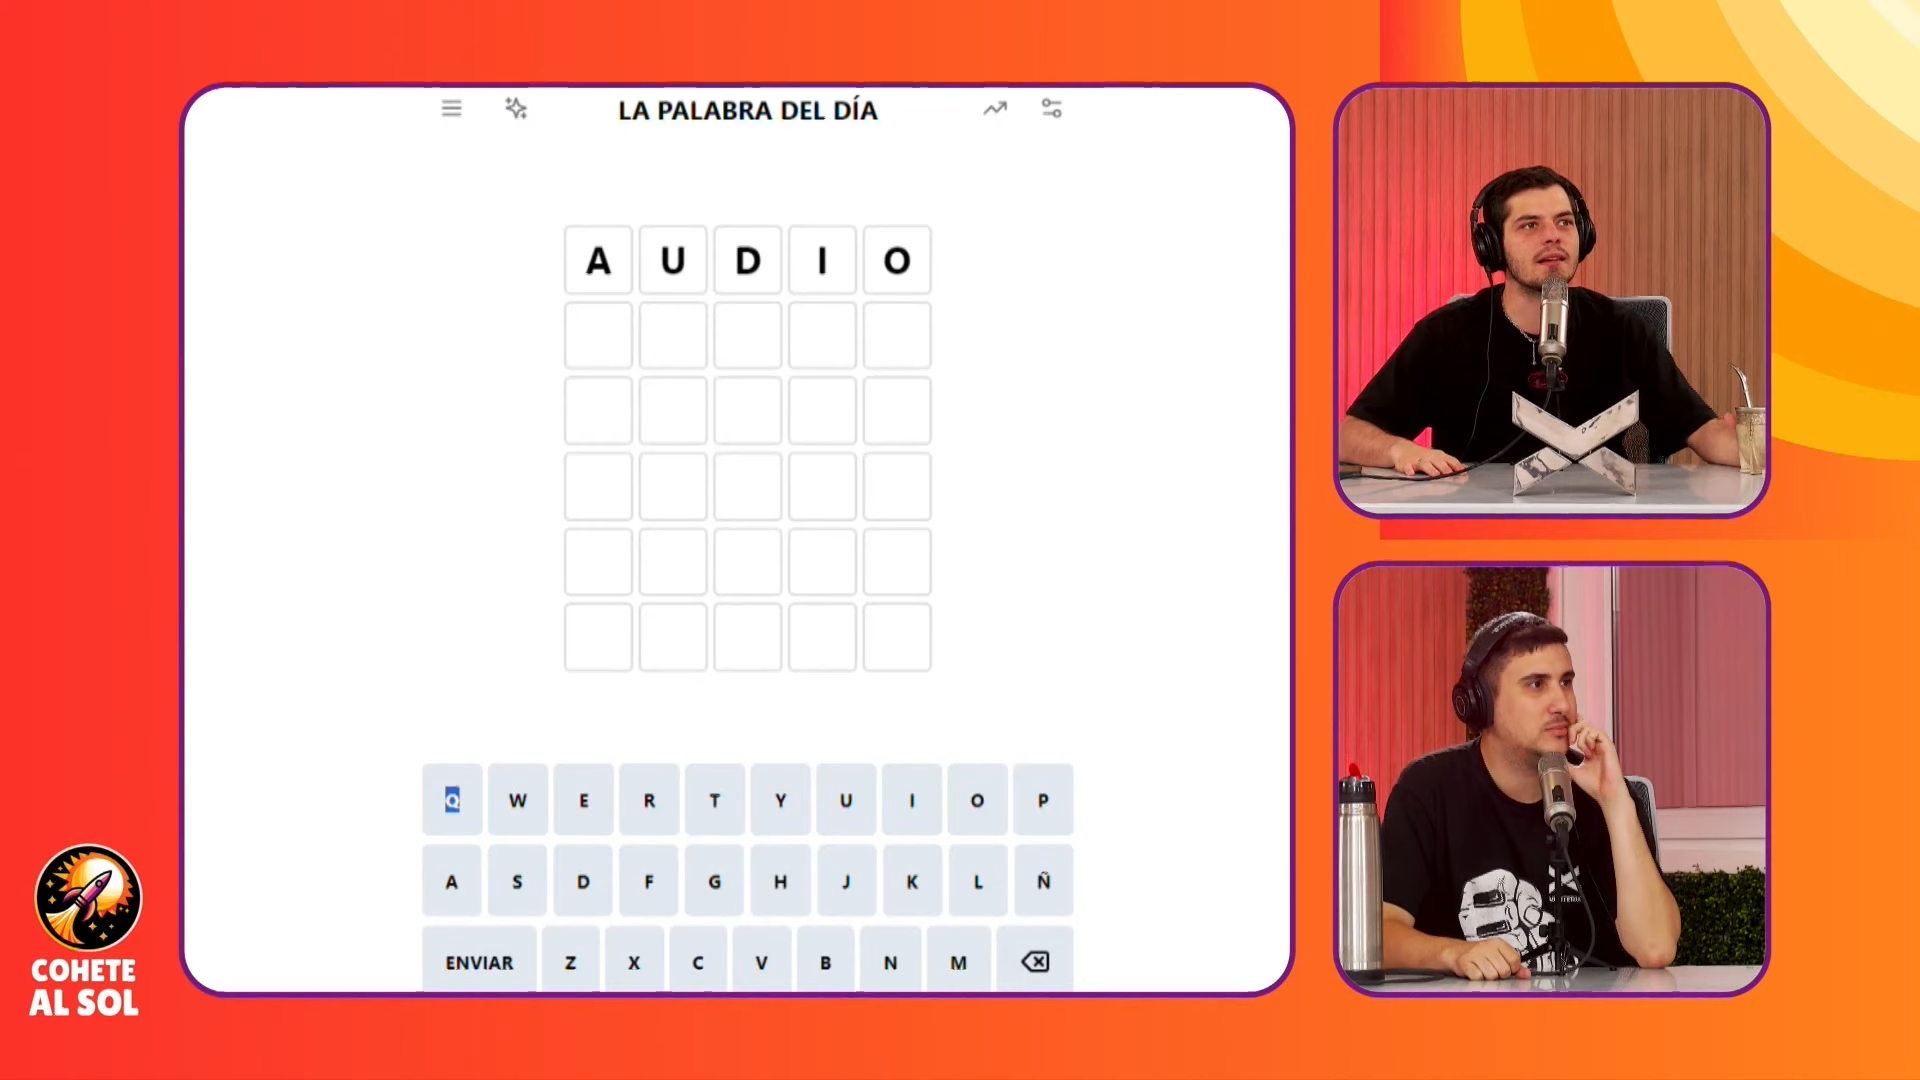 LA PALABRA DEL DÍA
A U D I O
Q W E R T Y U I O P
A S D F G H J K L Ñ
ENVIAR Z X C V B N M
COHETE
AL SOL